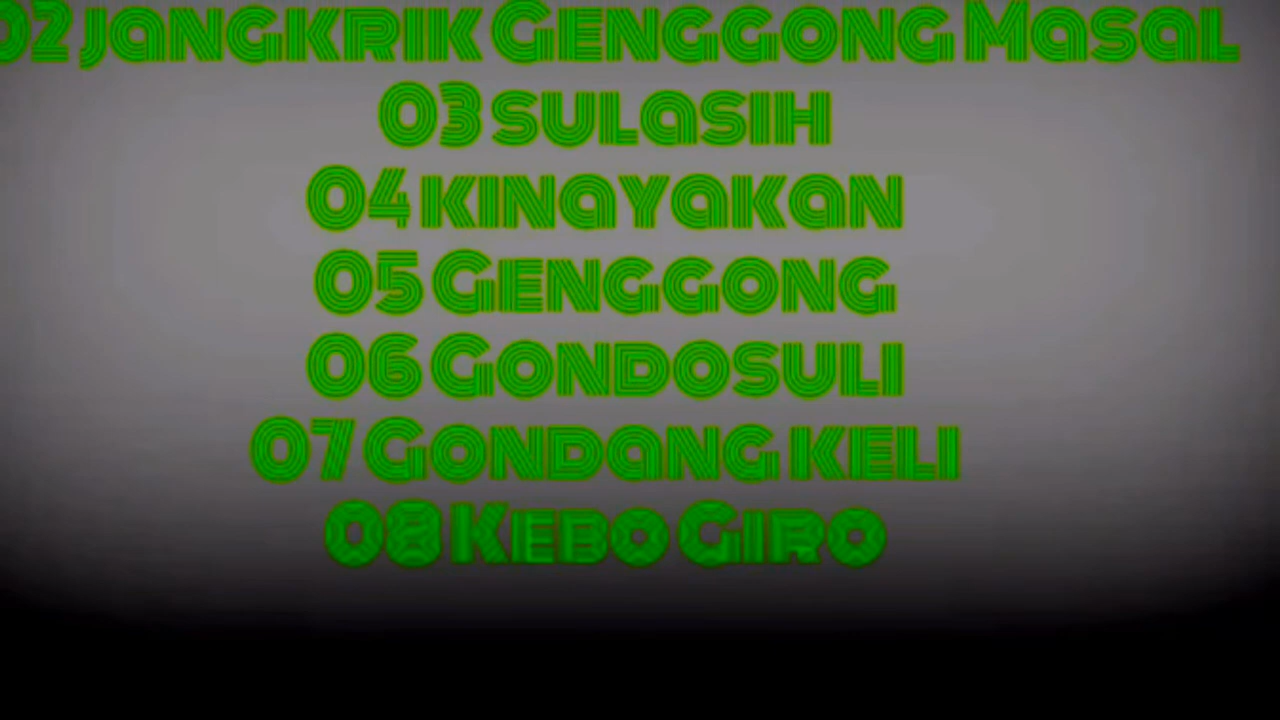 02 Jangkrik Genggong Masal
03 Sulasih
04 Kinayakan
05 Genggong
06 Gondosuli
07 Gondang Keli
08 Kebo Giro